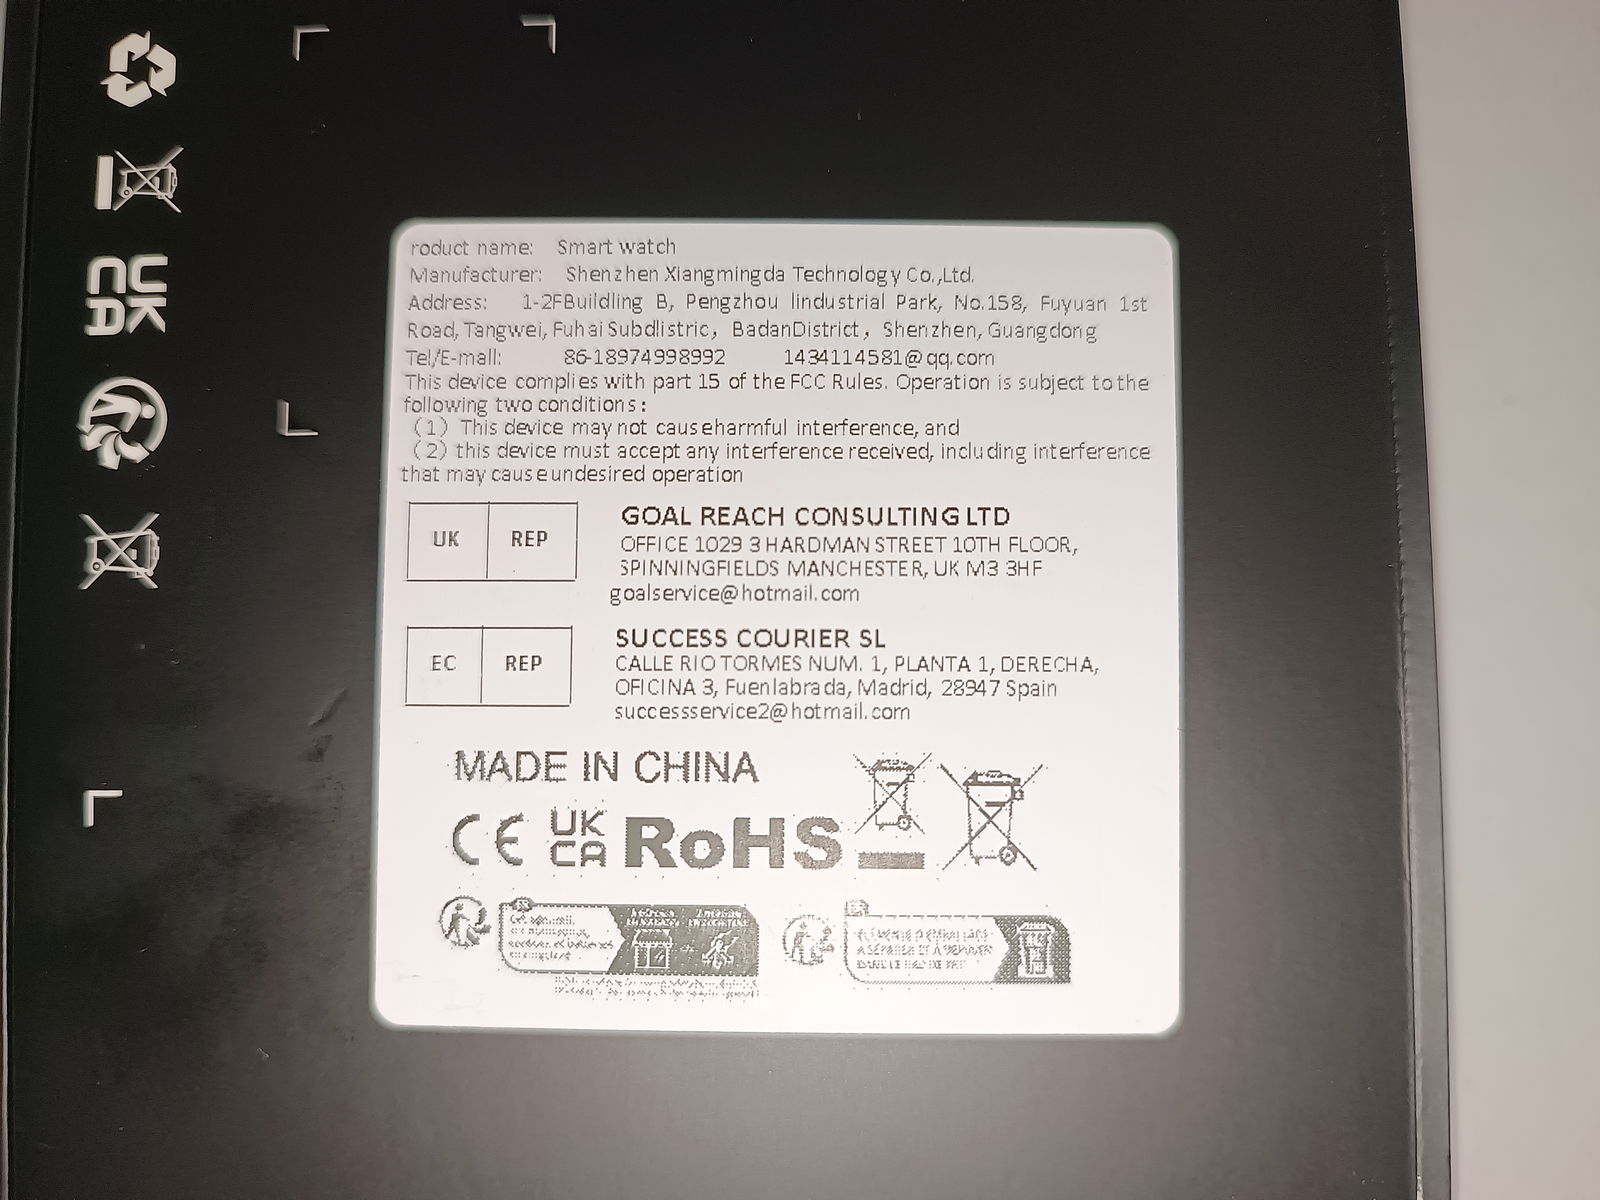 roduct name: Smart watch
Manufacturer: Shenzhen Xiangmingda Technology Co.,Ltd.
Address: 1-2FBuildling B, Pengzhou lindustrial Park, No.158, Fuyuan 1st
Road, Tangwei, Fuhai Subdlistric, BadanDistrict, Shenzhen, Guangdong
Tel/E-mall: 86-18974998992 1434114581@qq.com
This device complies with part 15 of the FCC Rules. Operation is subject to the
following two conditions:
(1) This device may not causeharmful interference, and
(2) this device must accept any interference received, including interference
that may cause undesired operation
UK REP
GOAL REACH CONSULTING LTD
OFFICE 1029 3 HARDMAN STREET 10TH FLOOR,
SPINNINGFIELDS MANCHESTER, UK M3 3HF
goalservice@hotmail.com
EC REP
SUCCESS COURIER SL
CALLE RIO TORMES NUM. 1, PLANTA 1, DERECHA,
OFICINA 3, Fuenlabrada, Madrid, 28947 Spain
successservice2@hotmail.com
MADE IN CHINA
CE UK CA RoHS
FR
UK
CA